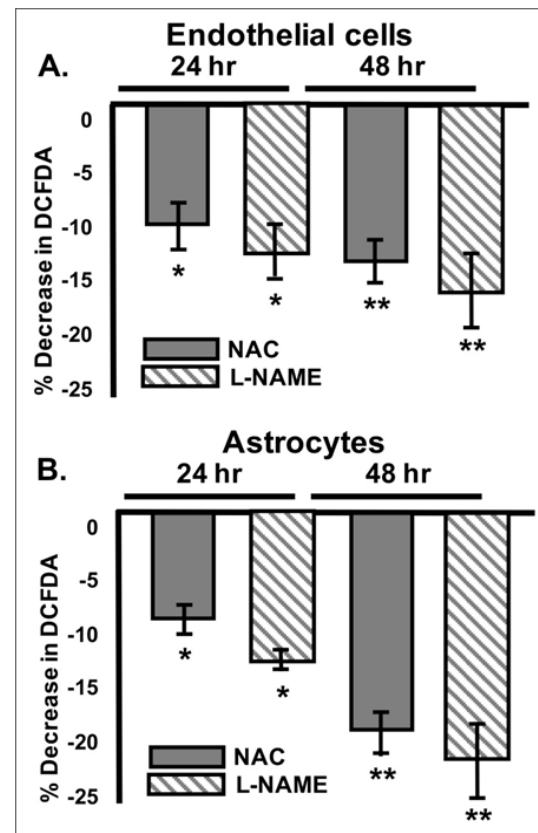 Endothelial cells
A.
24 hr 48 hr
% Decrease in DCFDA
0
-5
-10
-15
-20
-25
* * ** **
NAC
L-NAME
Astrocytes
B.
24 hr 48 hr
% Decrease in DCFDA
0
-5
-10
-15
-20
-25
* * ** **
NAC
L-NAME